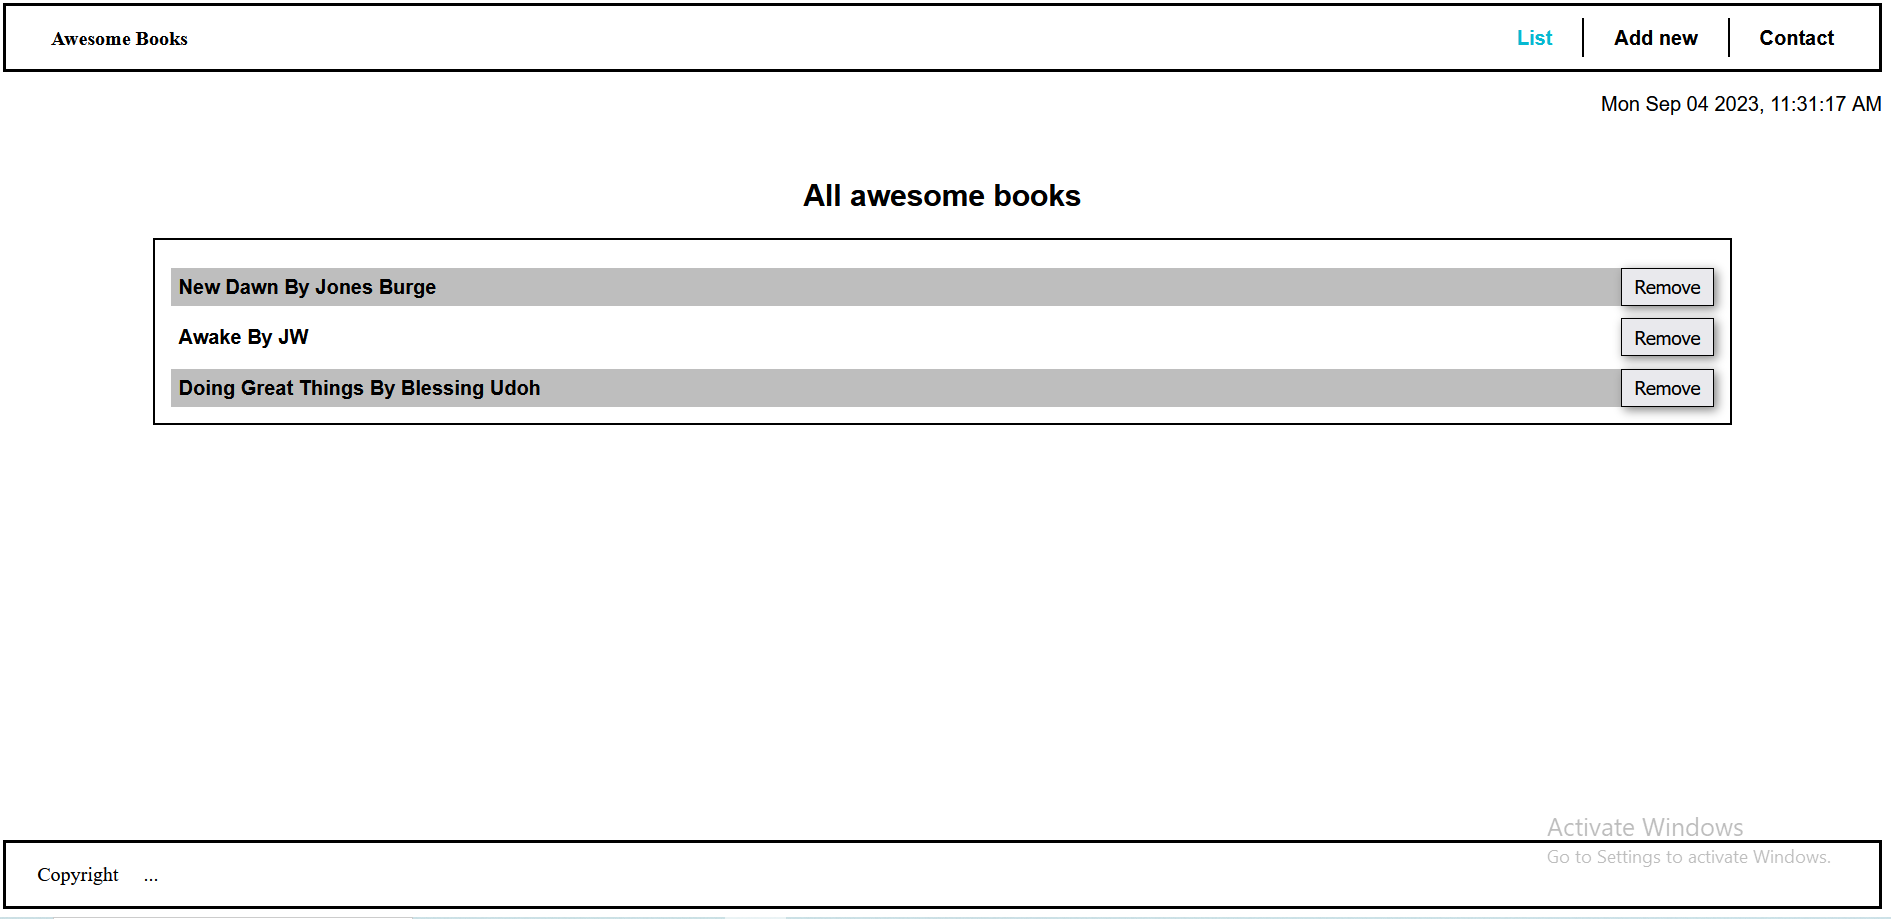 Awesome Books
List
Add new
Contact
Mon Sep 04 2023, 11:31:17 AM
All awesome books
New Dawn By Jones Burge
Remove
Awake By JW
Remove
Doing Great Things By Blessing Udoh
Remove
Activate Windows
Go to Settings to activate Windows.
Copyright ...